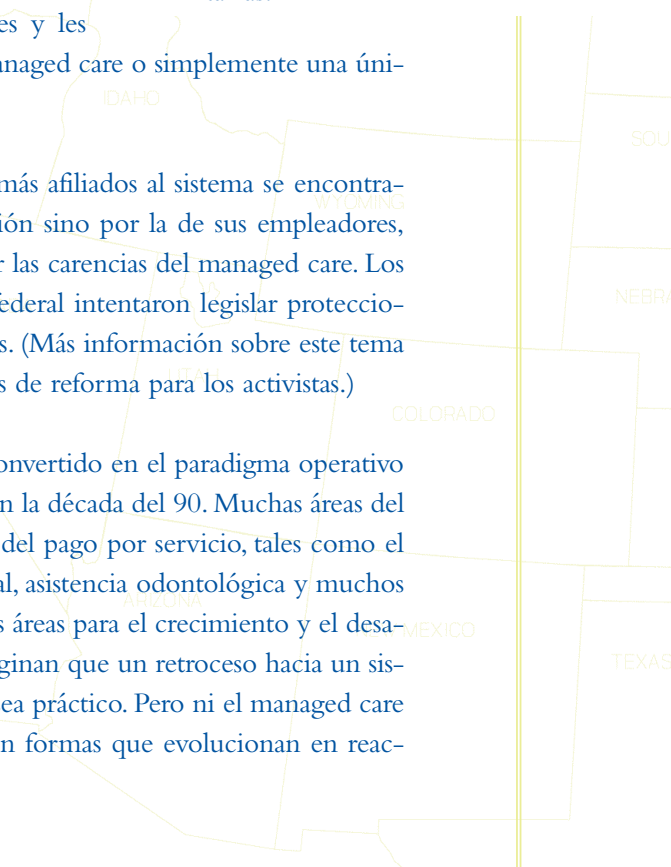 es y les
anaged care o simplemente una úni-
IDAHO
más afiliados al sistema se encontra-
WYOMING
ión sino por la de sus empleadores,
r las carencias del managed care. Los
ederal intentaron legislar proteccio-
s. (Más información sobre este tema
UTAH
s de reforma para los activistas.)
COLORADO
onvertido en el paradigma operativo
n la década del 90. Muchas áreas del
del pago por servicio, tales como el
al, asistencia odontológica y muchos
ARIZONA
s áreas para el crecimiento y el desa-
MEXICO
ginan que un retroceso hacia un sis-
ea práctico. Pero ni el managed care
n formas que evolucionan en reac-
SOU
NEBRA
TEXAS